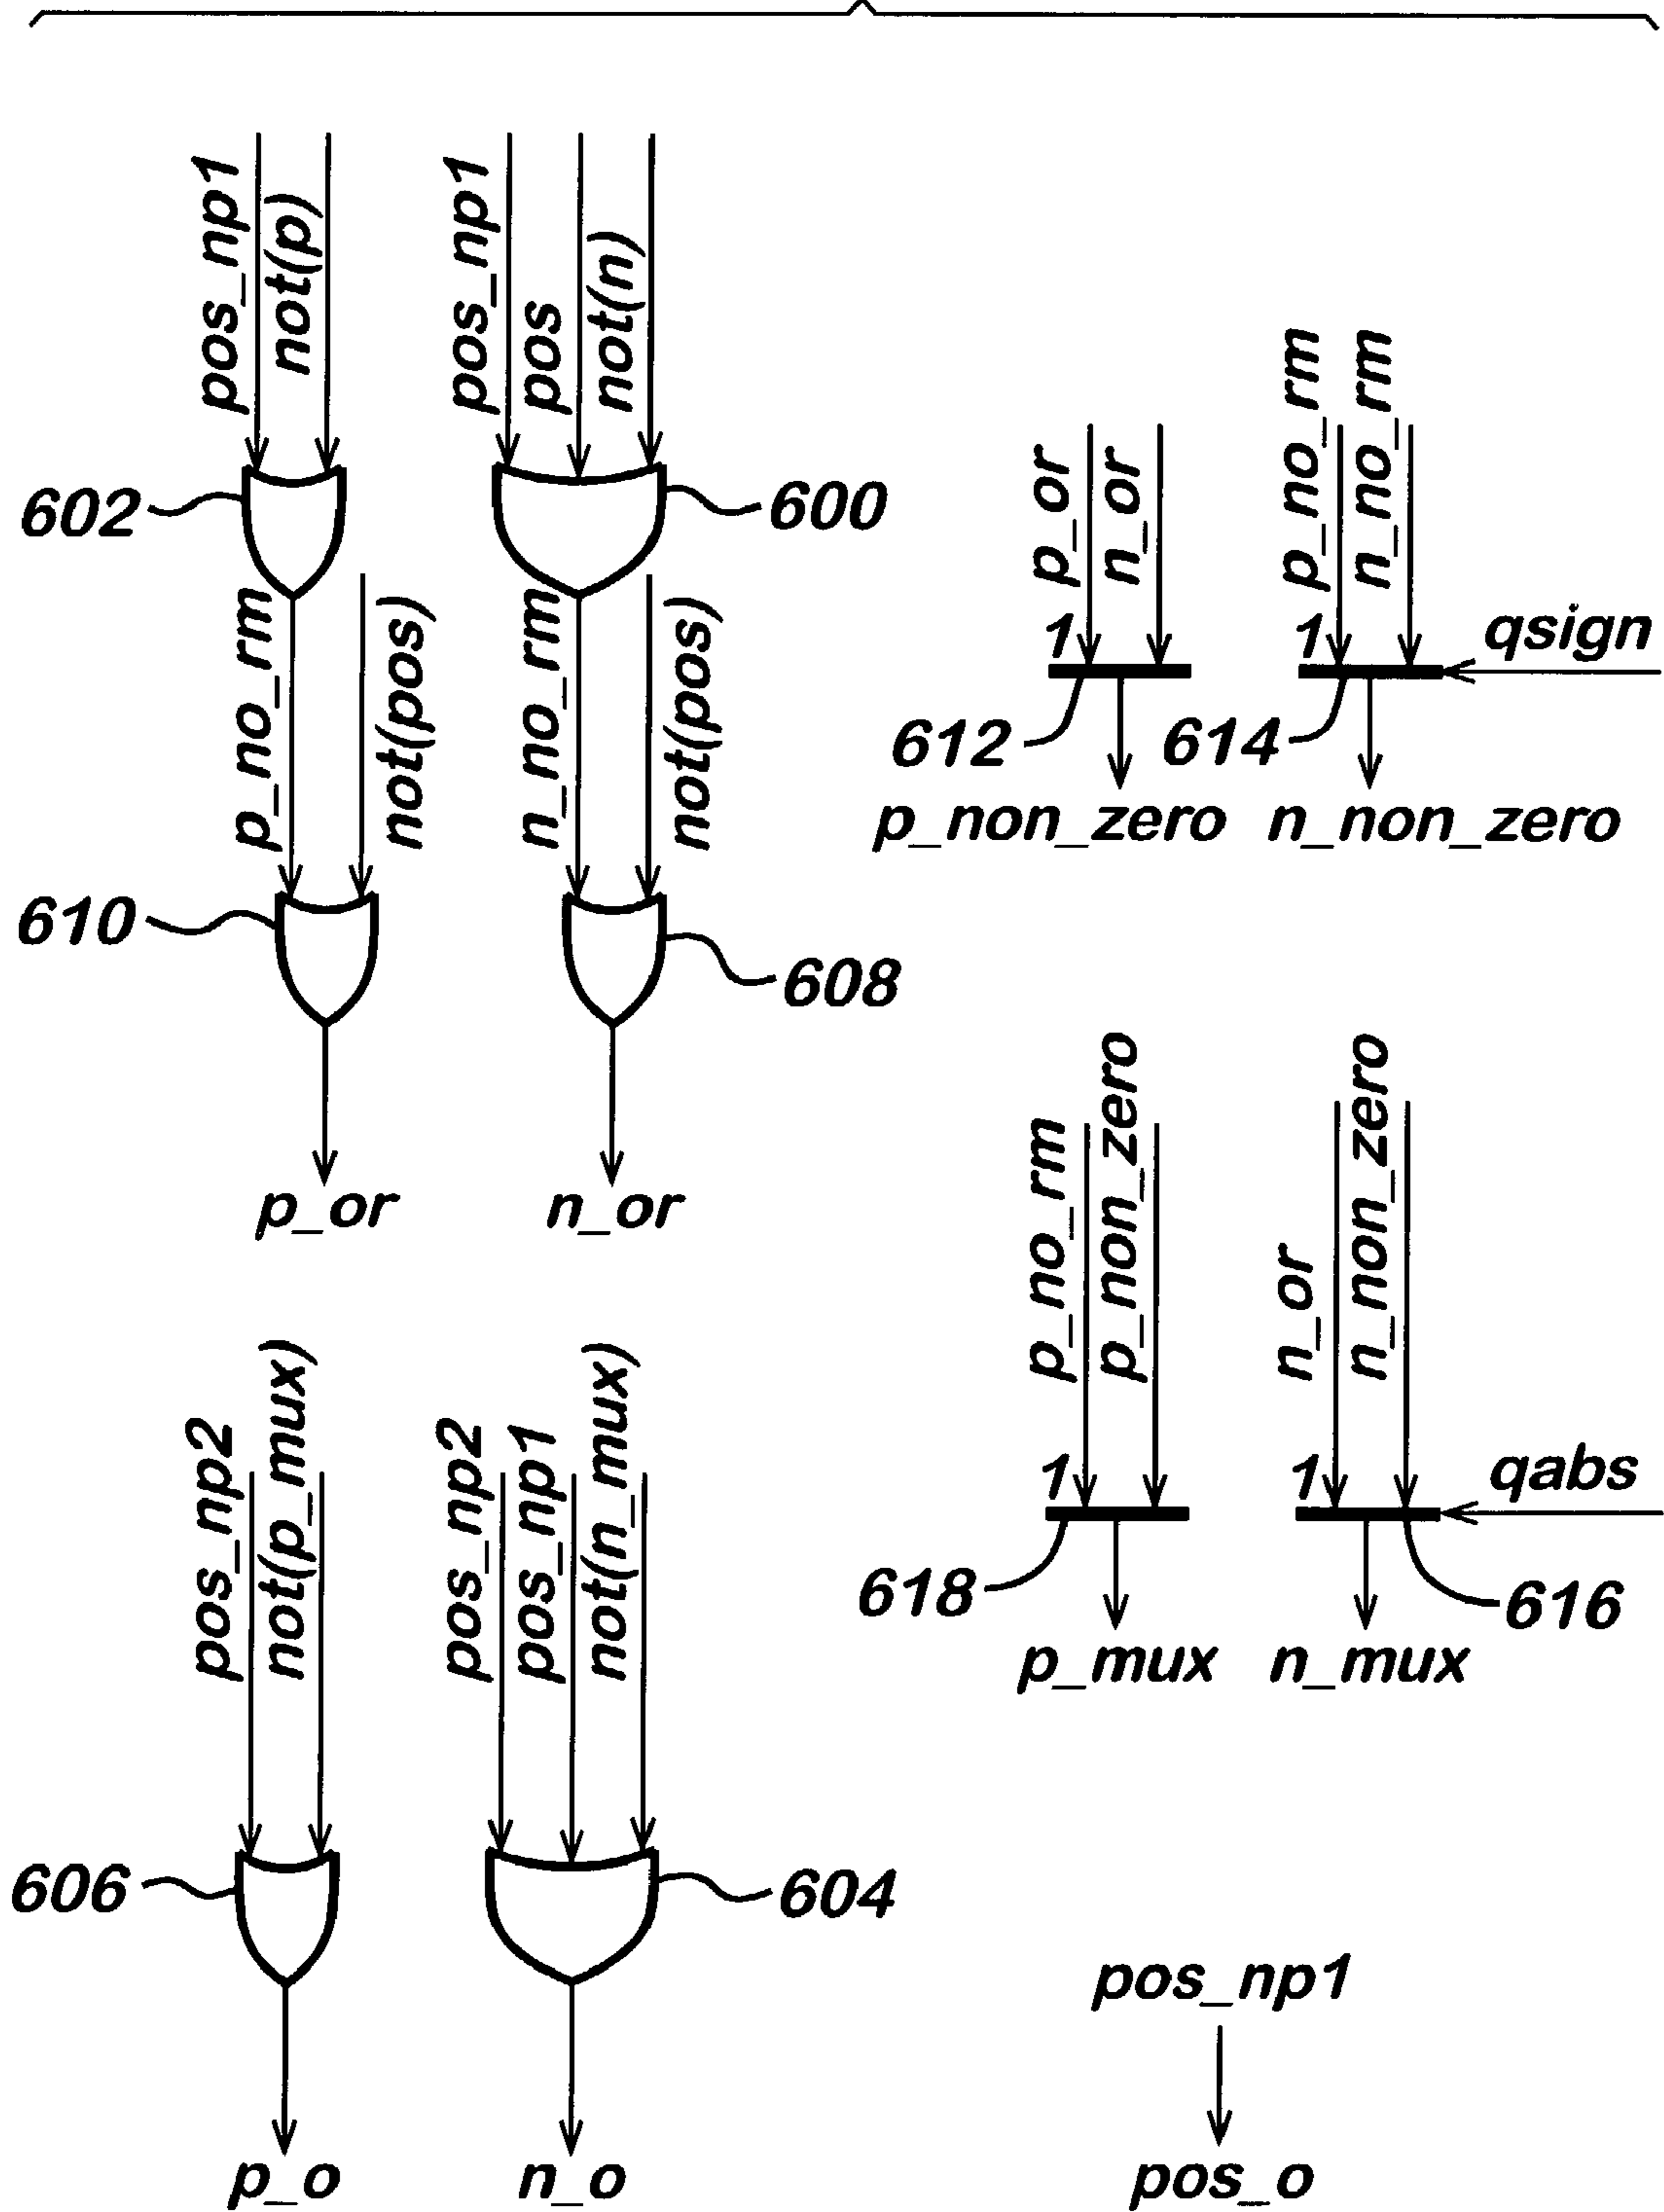 pos_np1
not(p)
pos_np1
pos
not(n)
602
600
p_no_rm
not(pos)
n_no_rm
not(pos)
610
608
p_or
n_or
p_or
n_or
p_no_rm
n_no_rm
1
1
qsign
612
614
p_non_zero
n_non_zero
p_no_rm
p_non_zero
n_or
n_non_zero
1
1
qabs
618
616
p_mux
n_mux
pos_np2
not(p_mux)
pos_np2
pos_np1
not(n_mux)
606
604
p_o
n_o
pos_np1
pos_o